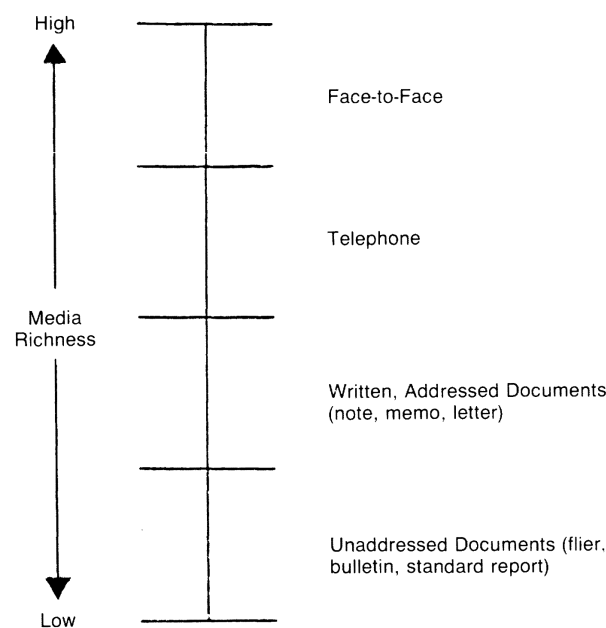 High
Face-to-Face
Telephone
Media
Richness
Written, Addressed Documents
(note, memo, letter)
Unaddressed Documents (flier,
bulletin, standard report)
Low